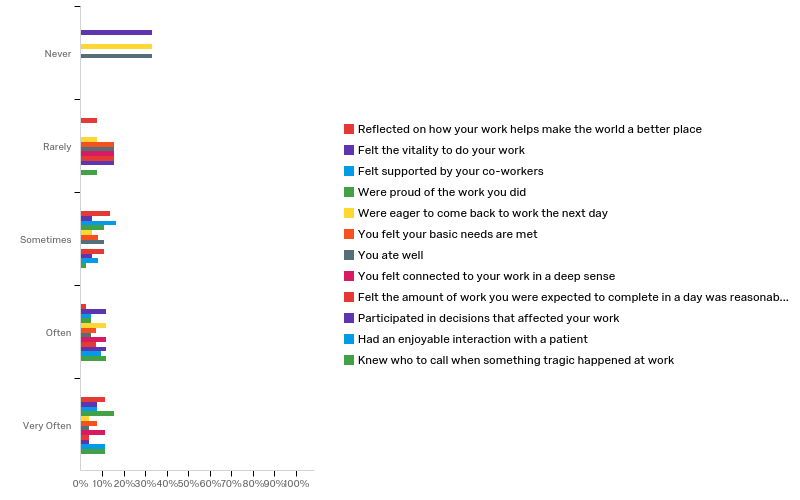 Never
Rarely
Sometimes
Often
Very Often
0% 10% 20% 30% 40% 50% 60% 70% 80% 90% 100%
Reflected on how your work helps make the world a better place
Felt the vitality to do your work
Felt supported by your co-workers
Were proud of the work you did
Were eager to come back to work the next day
You felt your basic needs are met
You ate well
You felt connected to your work in a deep sense
Felt the amount of work you were expected to complete in a day was reasonab...
Participated in decisions that affected your work
Had an enjoyable interaction with a patient
Knew who to call when something tragic happened at work